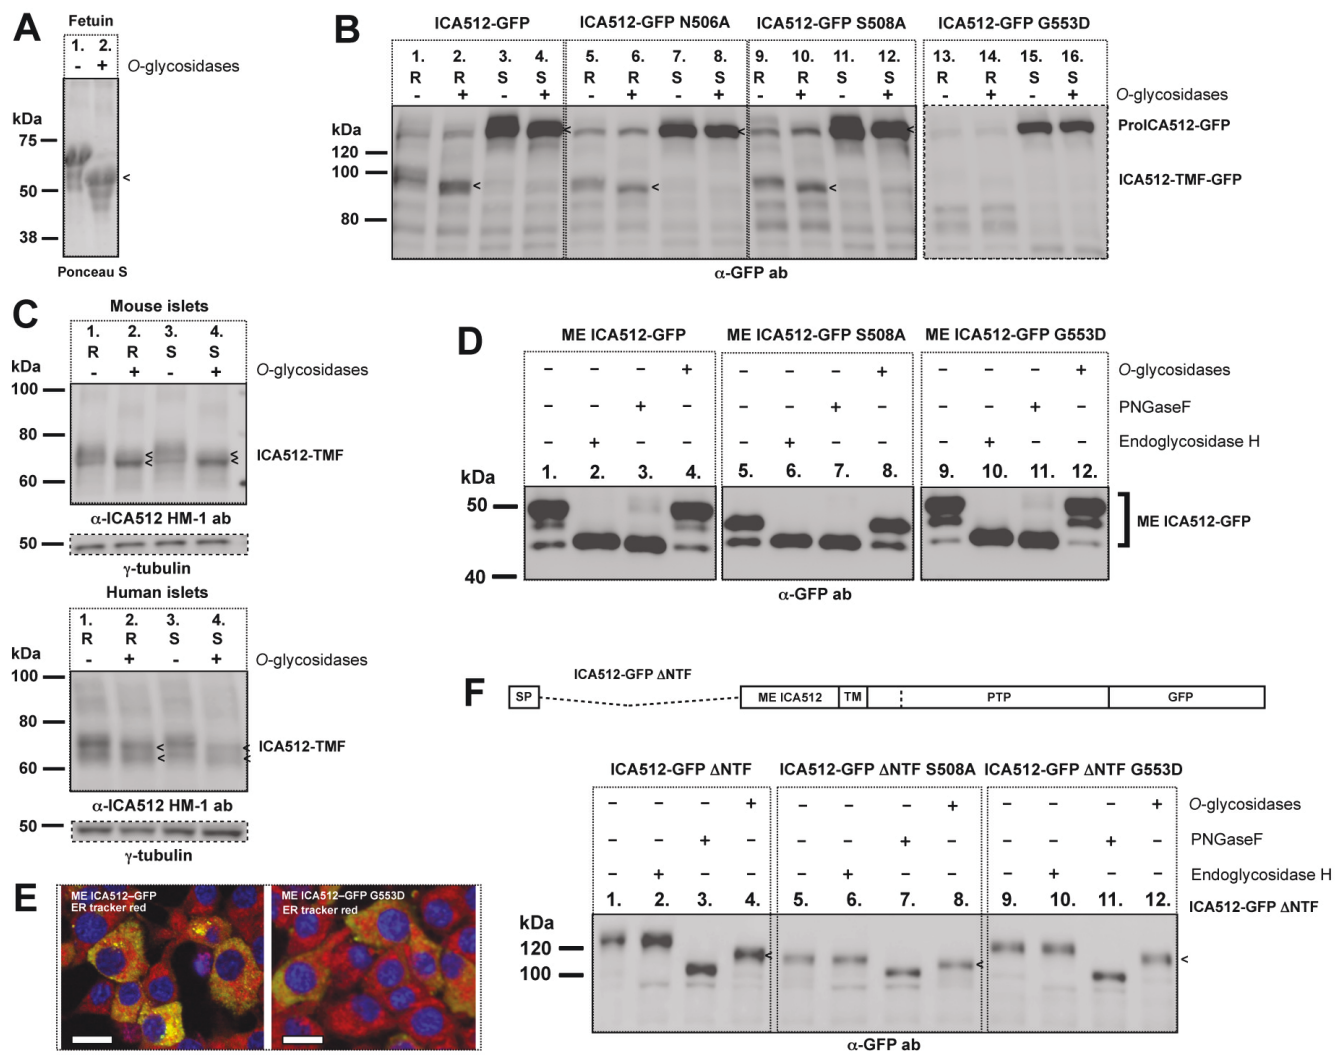 A
Fetuin
1. 2.
- + O-glycosidases
kDa
75
50
<
38
Ponceau S
B
ICA512-GFP ICA512-GFP N506A ICA512-GFP S508A ICA512-GFP G553D
1. 2. 3. 4. 5. 6. 7. 8. 9. 10. 11. 12. 13. 14. 15. 16.
R R S S R R S S R R S S R R S S
- + - + - + - + - + - + - + - + O-glycosidases
kDa
< < < ProICA512-GFP
120
100
< < < ICA512-TMF-GFP
80
α-GFP ab
C
Mouse islets
1. 2. 3. 4.
R R S S
- + - + O-glycosidases
kDa
100
80
< < ICA512-TMF
< <
60
α-ICA512 HM-1 ab
50
γ-tubulin
Human islets
1. 2. 3. 4.
R R S S
- + - + O-glycosidases
kDa
100
80
< < ICA512-TMF
< <
60
α-ICA512 HM-1 ab
50
γ-tubulin
D
ME ICA512-GFP ME ICA512-GFP S508A ME ICA512-GFP G553D
– – – + – – – + – – – + O-glycosidases
– – + – – – + – – – + – PNGaseF
– + – – – + – – – + – – Endoglycosidase H
1. 2. 3. 4. 5. 6. 7. 8. 9. 10. 11. 12.
kDa
50
ME ICA512-GFP
40
α-GFP ab
E
ME ICA512–GFP
ER tracker red
ME ICA512–GFP G553D
ER tracker red
F
ICA512-GFP ΔNTF
SP ME ICA512 TM PTP GFP
ICA512-GFP ΔNTF ICA512-GFP ΔNTF S508A ICA512-GFP ΔNTF G553D
– – – + – – – + – – – + O-glycosidases
– – + – – – + – – – + – PNGaseF
– + – – – + – – – + – – Endoglycosidase H
1. 2. 3. 4. 5. 6. 7. 8. 9. 10. 11. 12. ICA512-GFP ΔNTF
kDa
120
< < <
100
α-GFP ab